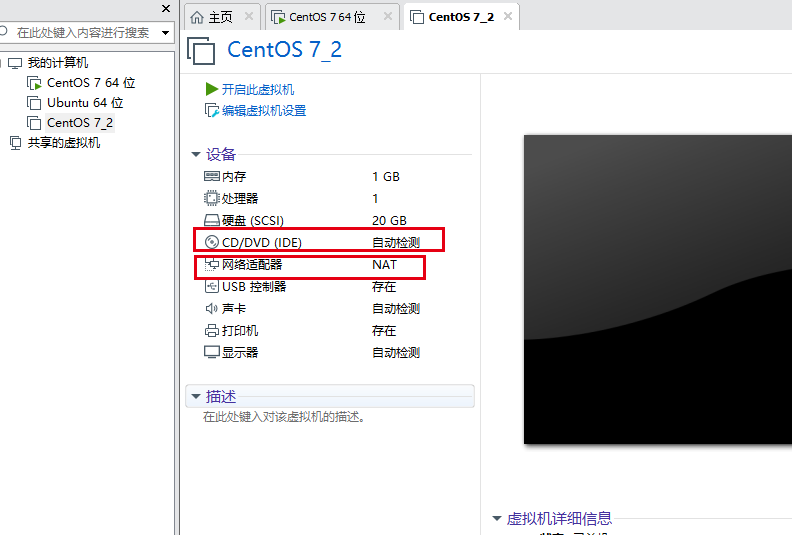 主页
CentOS 7 64 位
CentOS 7_2
在此处键入内容进行搜索
我的计算机
CentOS 7 64 位
Ubuntu 64 位
CentOS 7_2
共享的虚拟机
CentOS 7_2
开启此虚拟机
编辑虚拟机设置
设备
内存 1 GB
处理器 1
硬盘 (SCSI) 20 GB
CD/DVD (IDE) 自动检测
网络适配器 NAT
USB 控制器 存在
声卡 自动检测
打印机 存在
显示器 自动检测
描述
在此处键入对该虚拟机的描述。
虚拟机详细信息